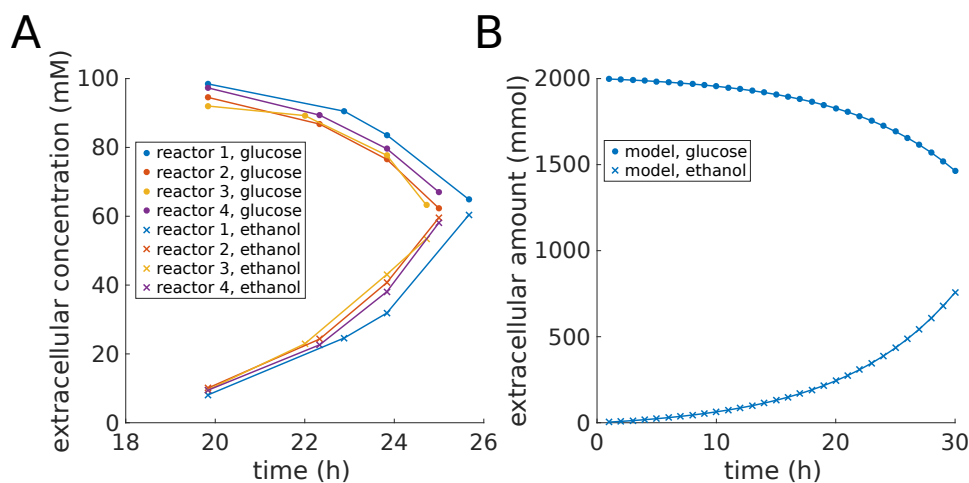 A
extracellular concentration (mM)
100
80
60
40
20
0
18
20
22
24
26
time (h)
reactor 1, glucose
reactor 2, glucose
reactor 3, glucose
reactor 4, glucose
reactor 1, ethanol
reactor 2, ethanol
reactor 3, ethanol
reactor 4, ethanol
B
extracellular amount (mmol)
2000
1500
1000
500
0
0
10
20
30
time (h)
model, glucose
model, ethanol